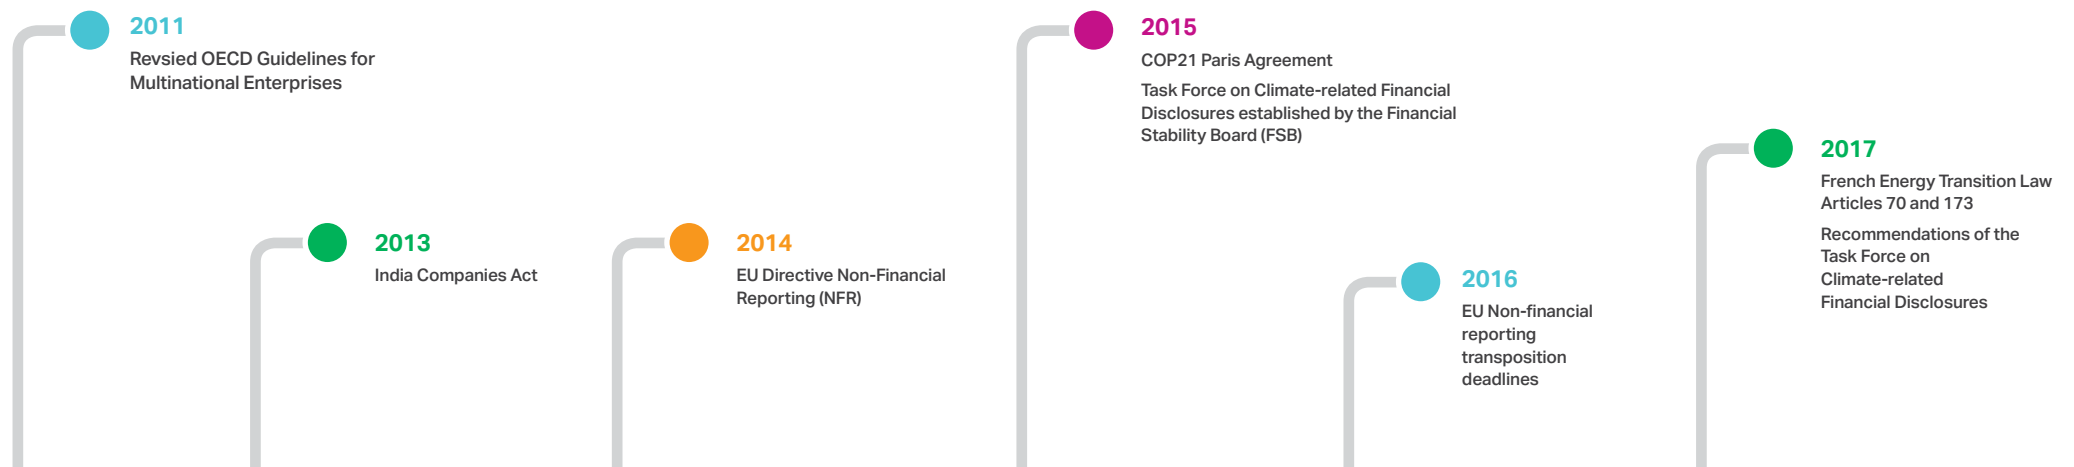 2011
Revsied OECD Guidelines for
Multinational Enterprises
2013
India Companies Act
2014
EU Directive Non-Financial
Reporting (NFR)
2015
COP21 Paris Agreement
Task Force on Climate-related Financial
Disclosures established by the Financial
Stability Board (FSB)
2016
EU Non-financial
reporting
transposition
deadlines
2017
French Energy Transition Law
Articles 70 and 173
Recommendations of the
Task Force on
Climate-related
Financial Disclosures